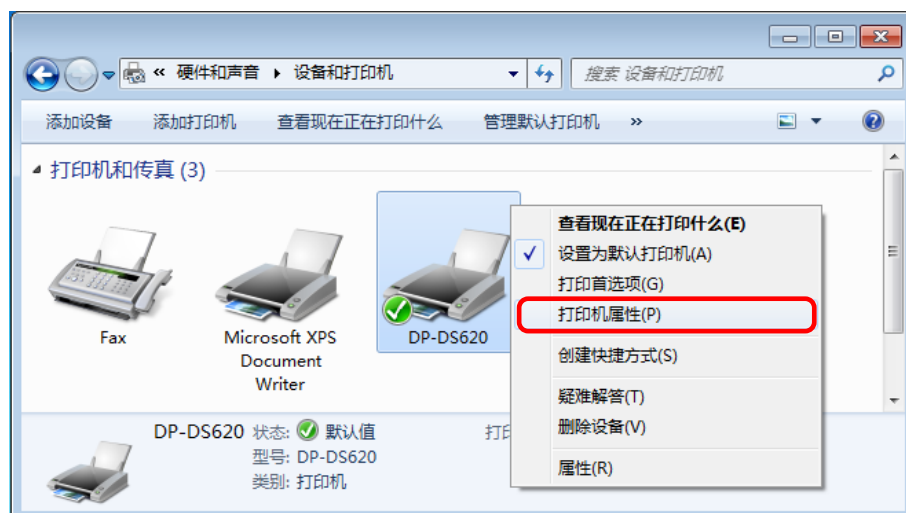 « 硬件和声音 ▸ 设备和打印机
搜索 设备和打印机
添加设备 添加打印机 查看现在正在打印什么 管理默认打印机 »
打印机和传真 (3)
Fax
Microsoft XPS
Document
Writer
DP-DS620
查看现在正在打印什么(E)
设置为默认打印机(A)
打印首选项(G)
打印机属性(P)
创建快捷方式(S)
疑难解答(T)
删除设备(V)
属性(R)
DP-DS620 状态: 默认值
型号: DP-DS620
类别: 打印机